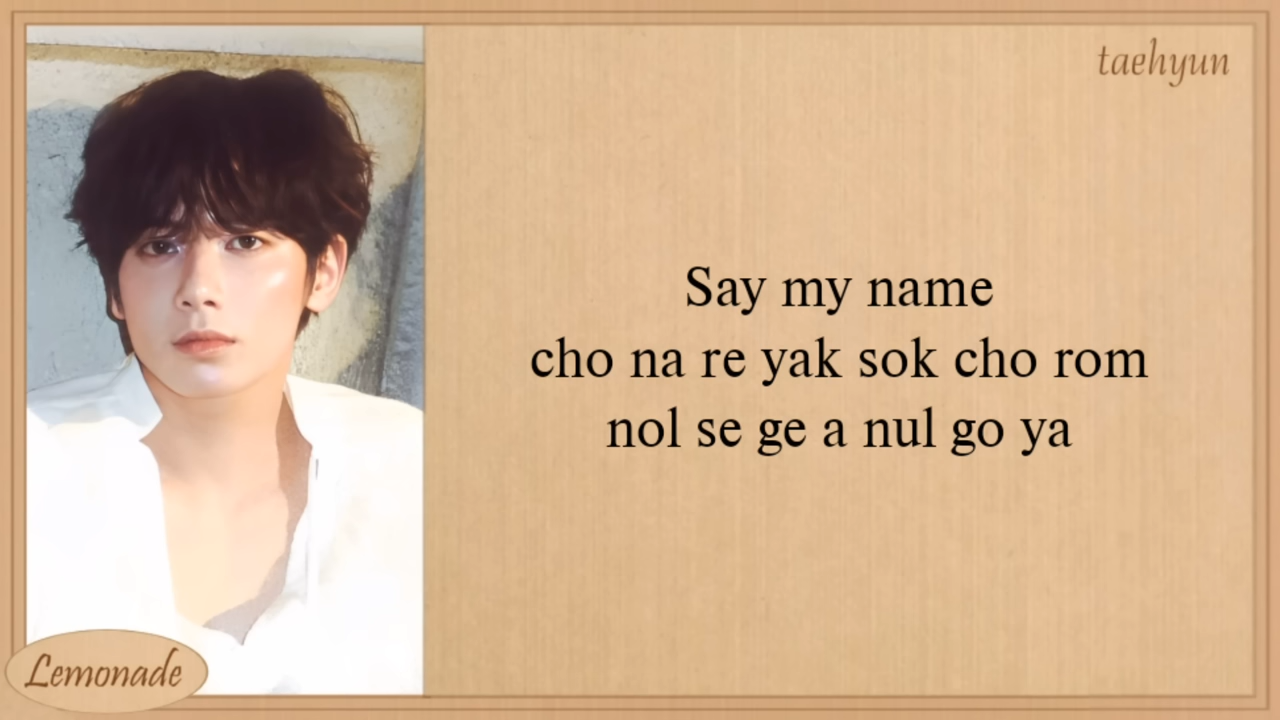 taehyun
Say my name
cho na re yak sok cho rom
nol se ge a nul go ya
Lemonade